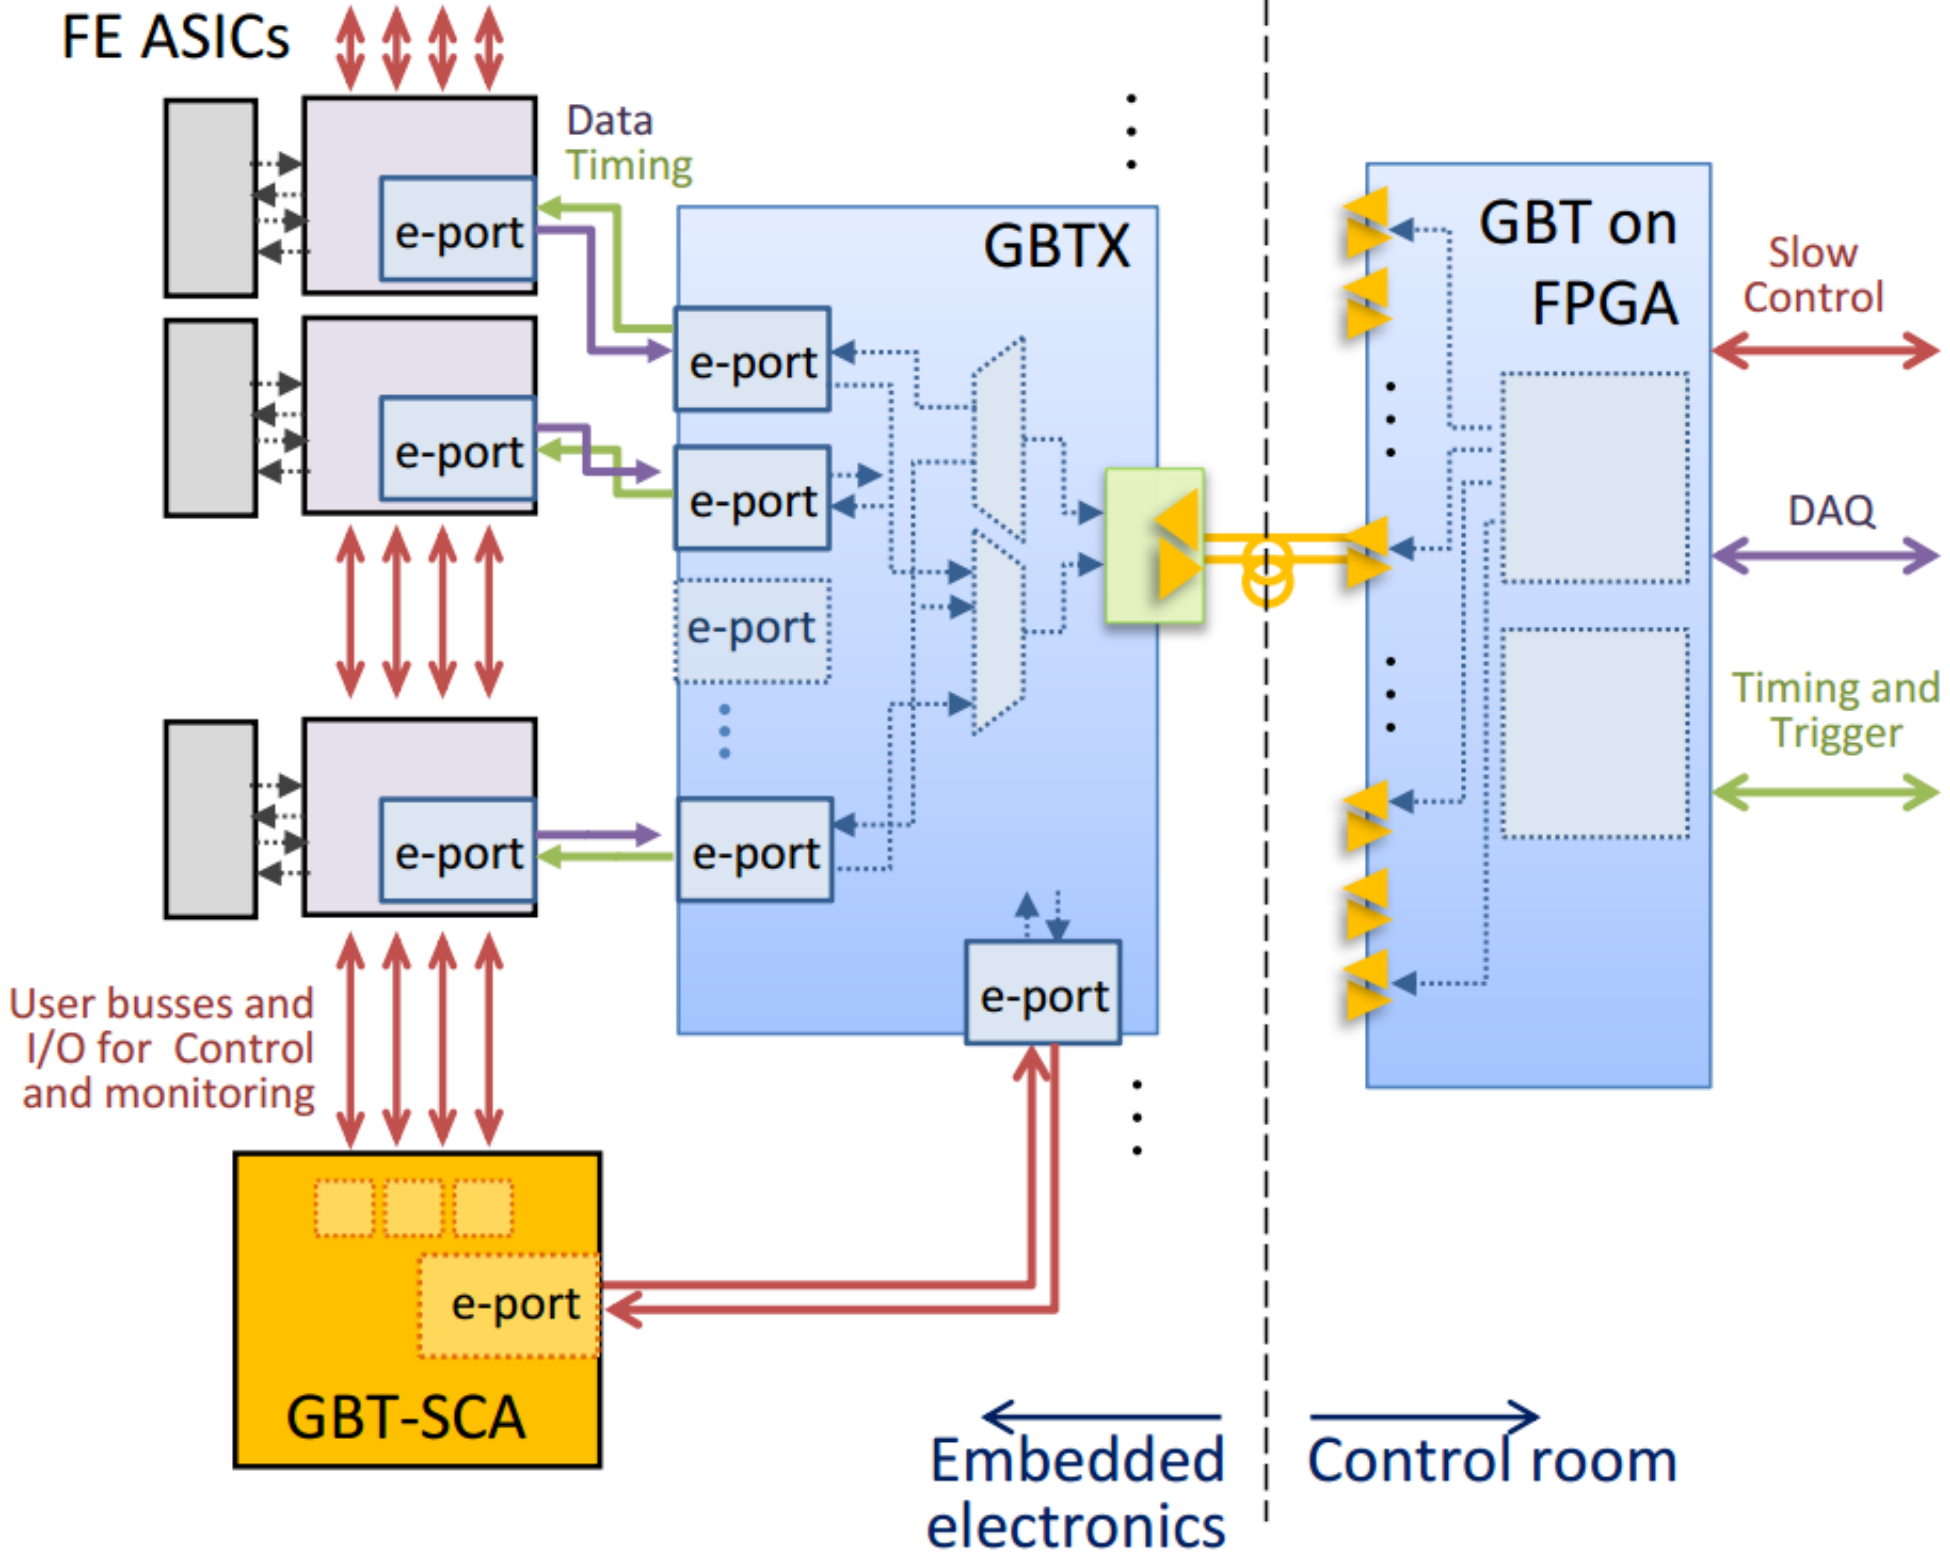 FE ASICs
Data
Timing
e-port
e-port
e-port
GBTX
e-port
e-port
e-port
e-port
e-port
GBT on
FPGA
Slow
Control
DAQ
Timing and
Trigger
User busses and
I/O for Control
and monitoring
e-port
GBT-SCA
Embedded
electronics
Control room